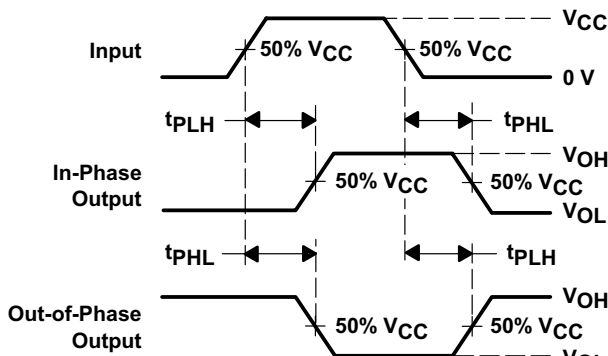 VCC
Input
50% VCC
50% VCC
0 V
tPLH
tPHL
VOH
In-Phase
Output
50% VCC
50% VCC
VOL
tPHL
tPLH
VOH
Out-of-Phase
Output
50% VCC
50% VCC